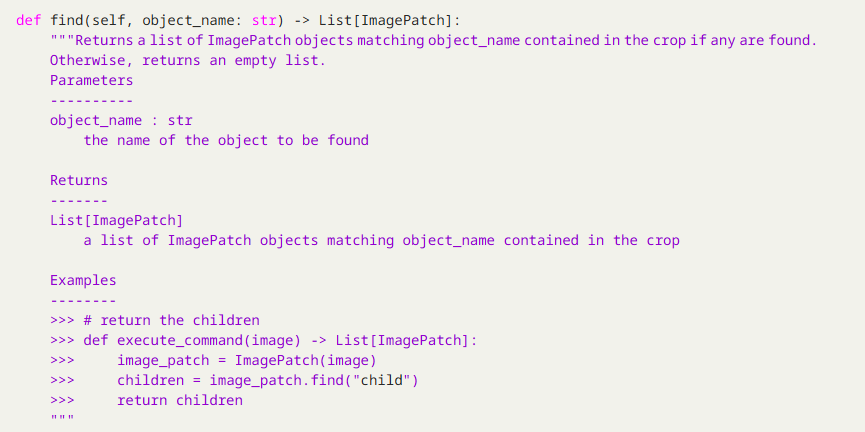 def find(self, object_name: str) -> List[ImagePatch]:
    """Returns a list of ImagePatch objects matching object_name contained in the crop if any are found.
    Otherwise, returns an empty list.
    Parameters
    ----------
    object_name : str
        the name of the object to be found

    Returns
    -------
    List[ImagePatch]
        a list of ImagePatch objects matching object_name contained in the crop

    Examples
    --------
    >>> # return the children
    >>> def execute_command(image) -> List[ImagePatch]:
    >>>     image_patch = ImagePatch(image)
    >>>     children = image_patch.find("child")
    >>>     return children
    """